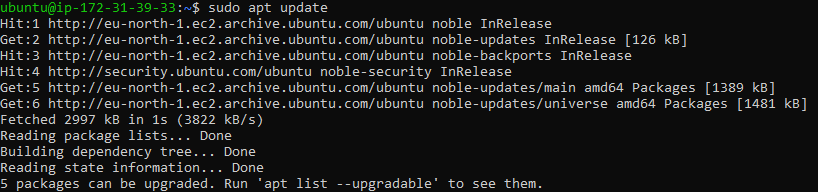 ubuntu@ip-172-31-39-33:~$ sudo apt update
Hit:1 http://eu-north-1.ec2.archive.ubuntu.com/ubuntu noble InRelease
Get:2 http://eu-north-1.ec2.archive.ubuntu.com/ubuntu noble-updates InRelease [126 kB]
Hit:3 http://eu-north-1.ec2.archive.ubuntu.com/ubuntu noble-backports InRelease
Hit:4 http://security.ubuntu.com/ubuntu noble-security InRelease
Get:5 http://eu-north-1.ec2.archive.ubuntu.com/ubuntu noble-updates/main amd64 Packages [1389 kB]
Get:6 http://eu-north-1.ec2.archive.ubuntu.com/ubuntu noble-updates/universe amd64 Packages [1481 kB]
Fetched 2997 kB in 1s (3822 kB/s)
Reading package lists... Done
Building dependency tree... Done
Reading state information... Done
5 packages can be upgraded. Run 'apt list --upgradable' to see them.